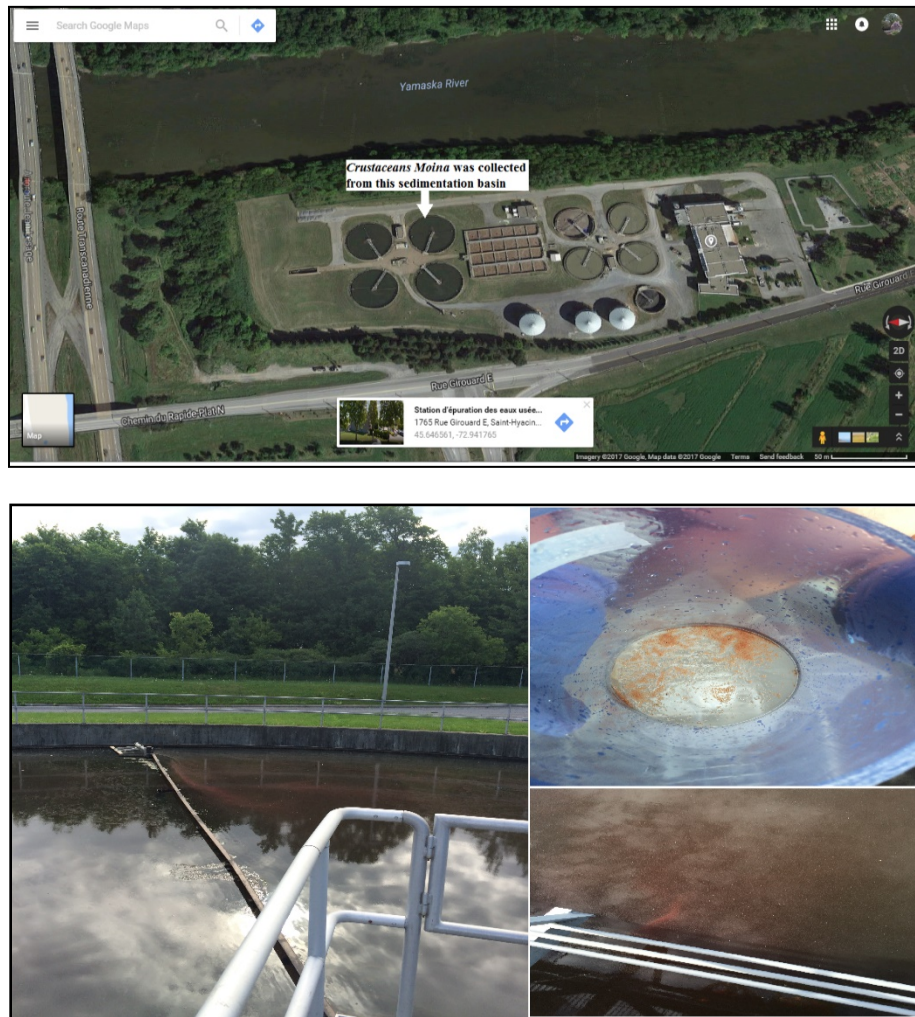 Search Google Maps
Yamaska River
Crustaceans Moina was collected
from this sedimentation basin
Route Transcanadienne
Rue Girouard
Rue Girouard E
Chemin du Rapide-Plat N
Map
2D
Station d'épuration des eaux usée...
1765 Rue Girouard E, Saint-Hyacin...
45.646561, -72.941765
Imagery ©2017 Google, Map data ©2017 Google Terms Send feedback 50 m